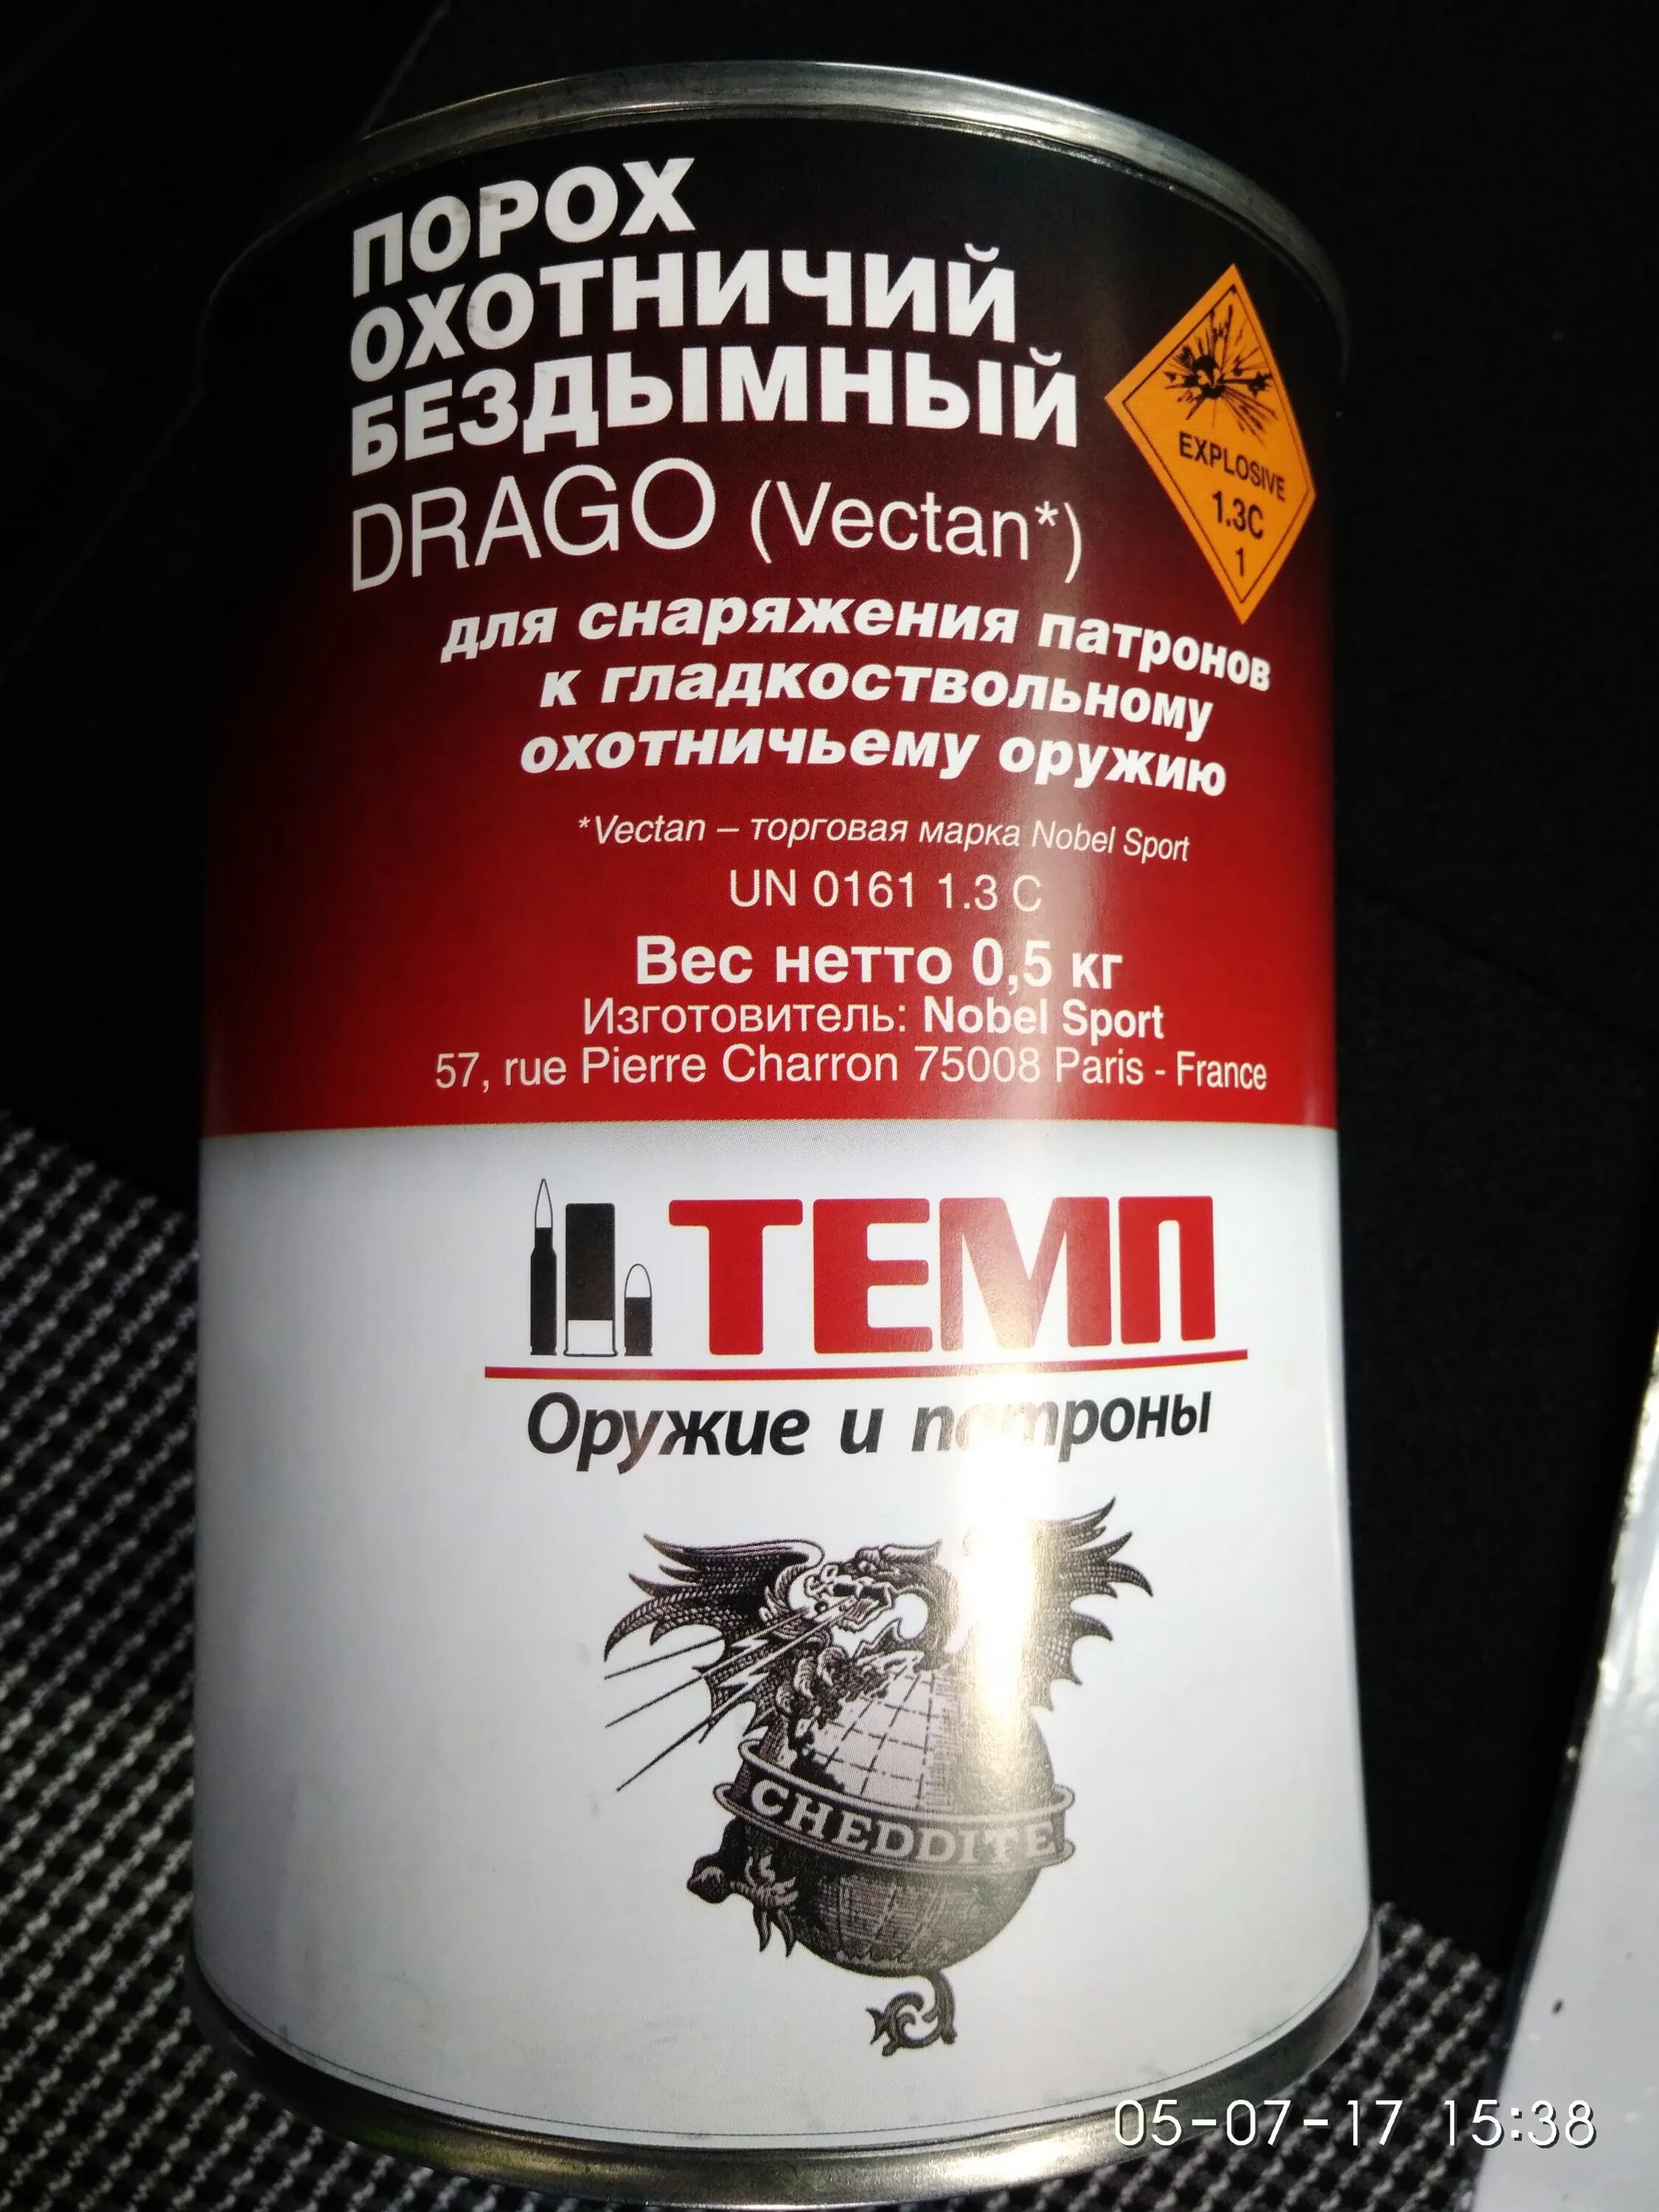 ПОРОХ
ОХОТНИЧИЙ
БЕЗДЫМНЫЙ
DRAGO (Vectan*)
EXPLOSIVE
1.3C
1
для снаряжения патронов
к гладкоствольному
охотничьему оружию
*Vectan – торговая марка Nobel Sport
UN 0161 1.3 C
Вес нетто 0,5 кг
Изготовитель: Nobel Sport
57, rue Pierre Charron 75008 Paris - France
ТЕМП
Оружие и патроны
CHEDDITE
05-07-17 15:38